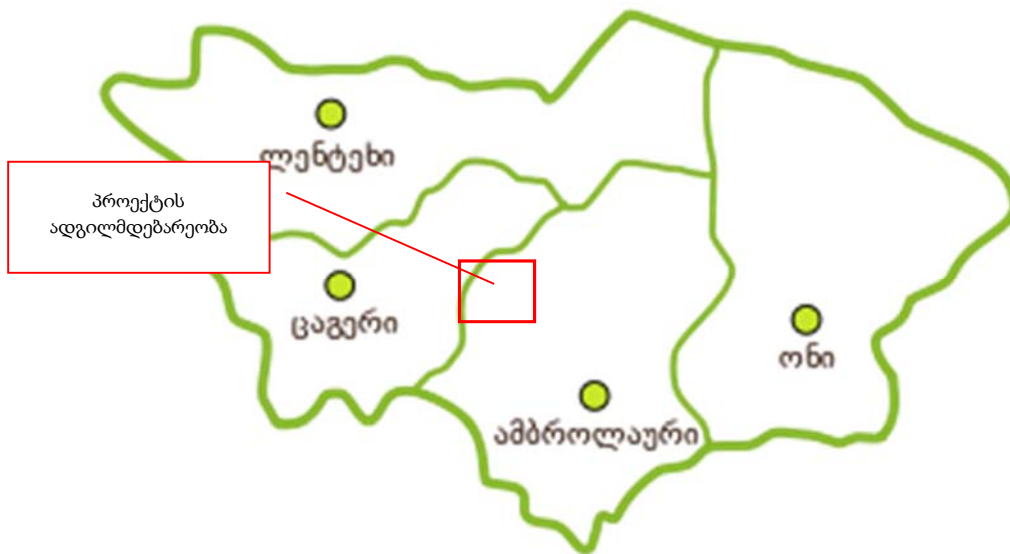 ლენტეხი
პროექტის
ადგილმდებარეობა
ცაგერი
ონი
ამბროლაური